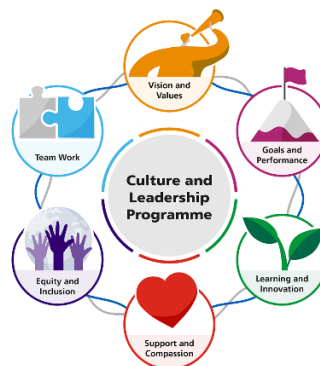 Vision and
Values
Team Work
Goals and
Performance
Culture and
Leadership
Programme
Equity and
Inclusion
Learning and
Innovation
Support and
Compassion